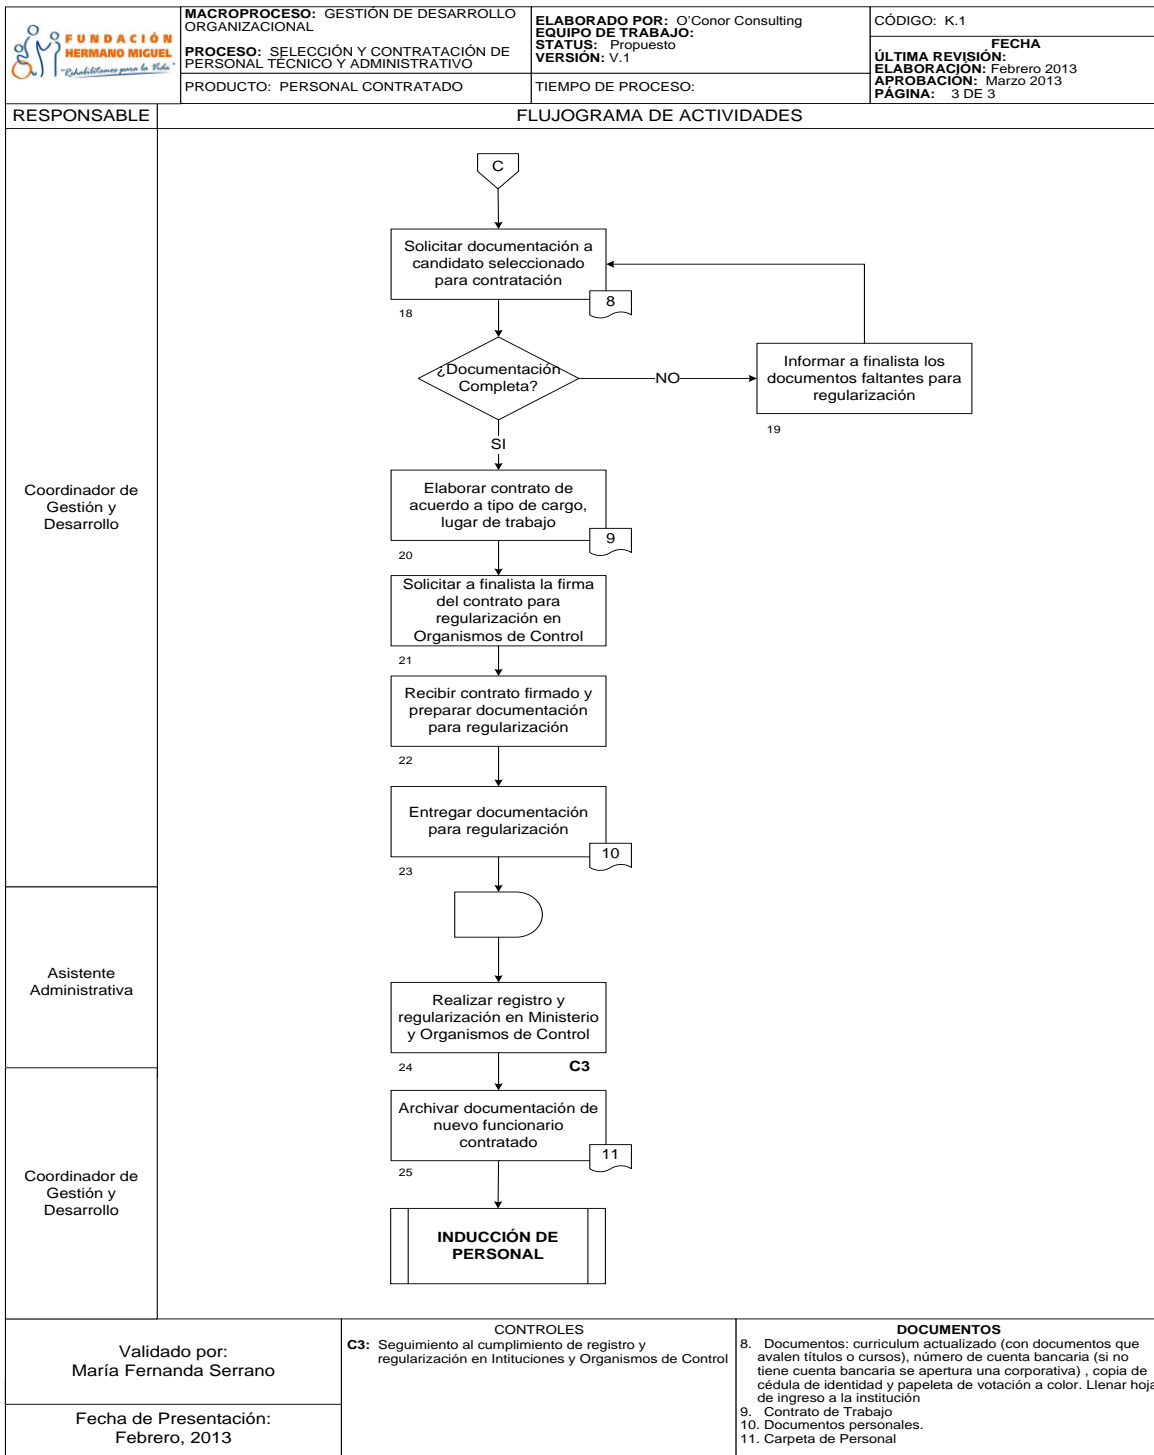 FUNDACIÓN
HERMANO MIGUEL
"Rehabilitamos para la Vida"
MACROPROCESO: GESTIÓN DE DESARROLLO
ORGANIZACIONAL
PROCESO: SELECCIÓN Y CONTRATACIÓN DE
PERSONAL TÉCNICO Y ADMINISTRATIVO
PRODUCTO: PERSONAL CONTRATADO
ELABORADO POR: O'Conor Consulting
EQUIPO DE TRABAJO:
STATUS: Propuesto
VERSIÓN: V.1
TIEMPO DE PROCESO:
CÓDIGO: K.1
FECHA
ÚLTIMA REVISIÓN:
ELABORACIÓN: Febrero 2013
APROBACIÓN: Marzo 2013
PÁGINA: 3 DE 3
RESPONSABLE
FLUJOGRAMA DE ACTIVIDADES
C
Solicitar documentación a
candidato seleccionado
para contratación
8
18
¿Documentación
Completa?
NO
Informar a finalista los
documentos faltantes para
regularización
19
SI
Coordinador de
Gestión y
Desarrollo
Elaborar contrato de
acuerdo a tipo de cargo,
lugar de trabajo
9
20
Solicitar a finalista la firma
del contrato para
regularización en
Organismos de Control
21
Recibir contrato firmado y
preparar documentación
para regularización
22
Entregar documentación
para regularización
10
23
Asistente
Administrativa
Realizar registro y
regularización en Ministerio
y Organismos de Control
24
C3
Archivar documentación de
nuevo funcionario
contratado
11
25
Coordinador de
Gestión y
Desarrollo
INDUCCIÓN DE
PERSONAL
Validado por:
María Fernanda Serrano
Fecha de Presentación:
Febrero, 2013
CONTROLES
C3: Seguimiento al cumplimiento de registro y
regularización en Intituciones y Organismos de Control
DOCUMENTOS
8. Documentos: curriculum actualizado (con documentos que
avalen títulos o cursos), número de cuenta bancaria (si no
tiene cuenta bancaria se apertura una corporativa) , copia de
cédula de identidad y papeleta de votación a color. Llenar hoja
de ingreso a la institución
9. Contrato de Trabajo
10. Documentos personales.
11. Carpeta de Personal